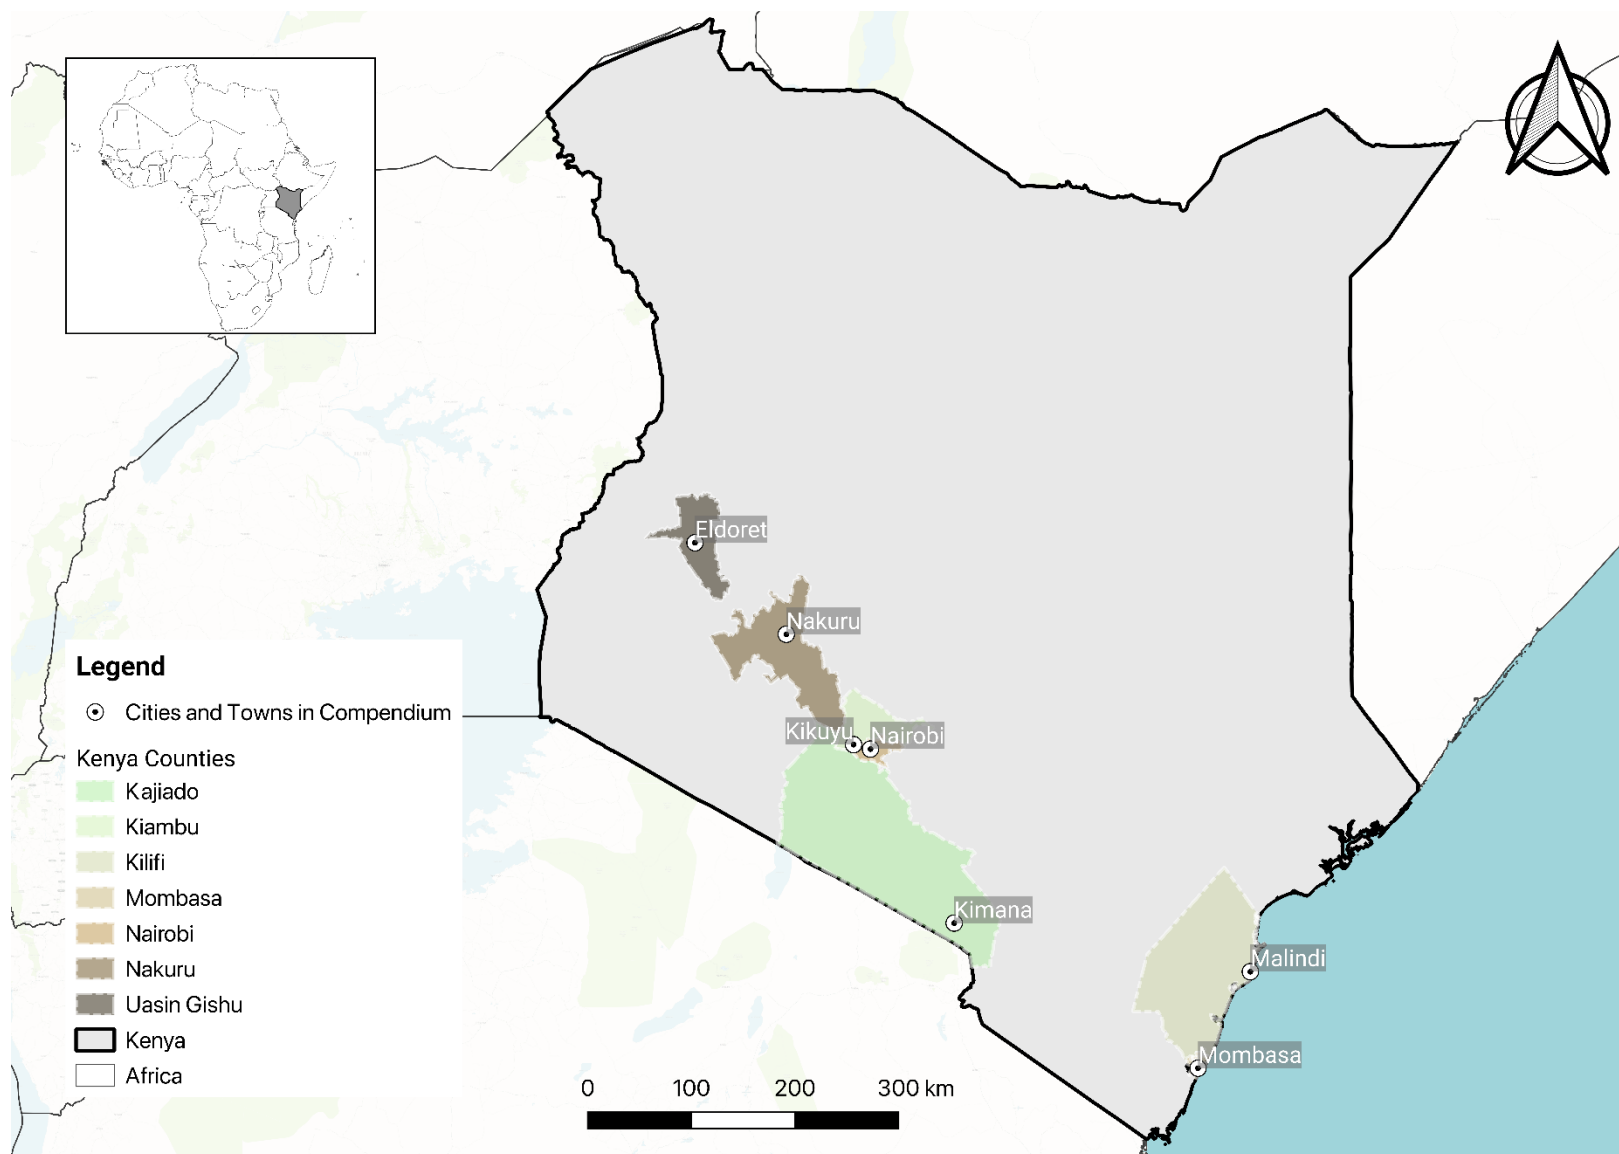 Eldoret
Nakuru
Kikuyu
Nairobi
Kimana
Malindi
Mombasa
Legend
Cities and Towns in Compendium
Kenya Counties
Kajiado
Kiambu
Kilifi
Mombasa
Nairobi
Nakuru
Uasin Gishu
Kenya
Africa
0 100 200 300 km